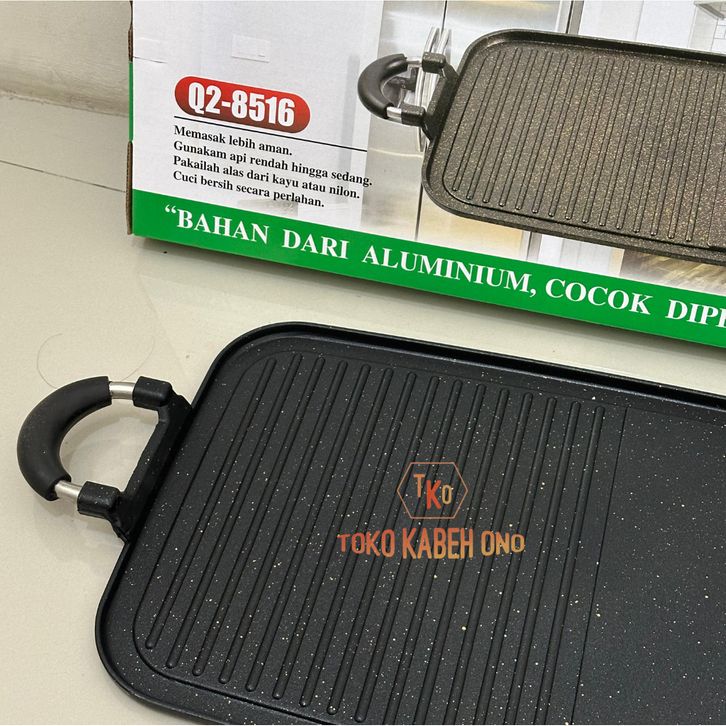 Q2-8516
Memasak lebih aman.
Gunakam api rendah hingga sedang.
Pakailah alas dari kayu atau nilon.
Cuci bersih secara perlahan.
“BAHAN DARI ALUMINIUM, COCOK
TKO
TOKO KABEH ONO